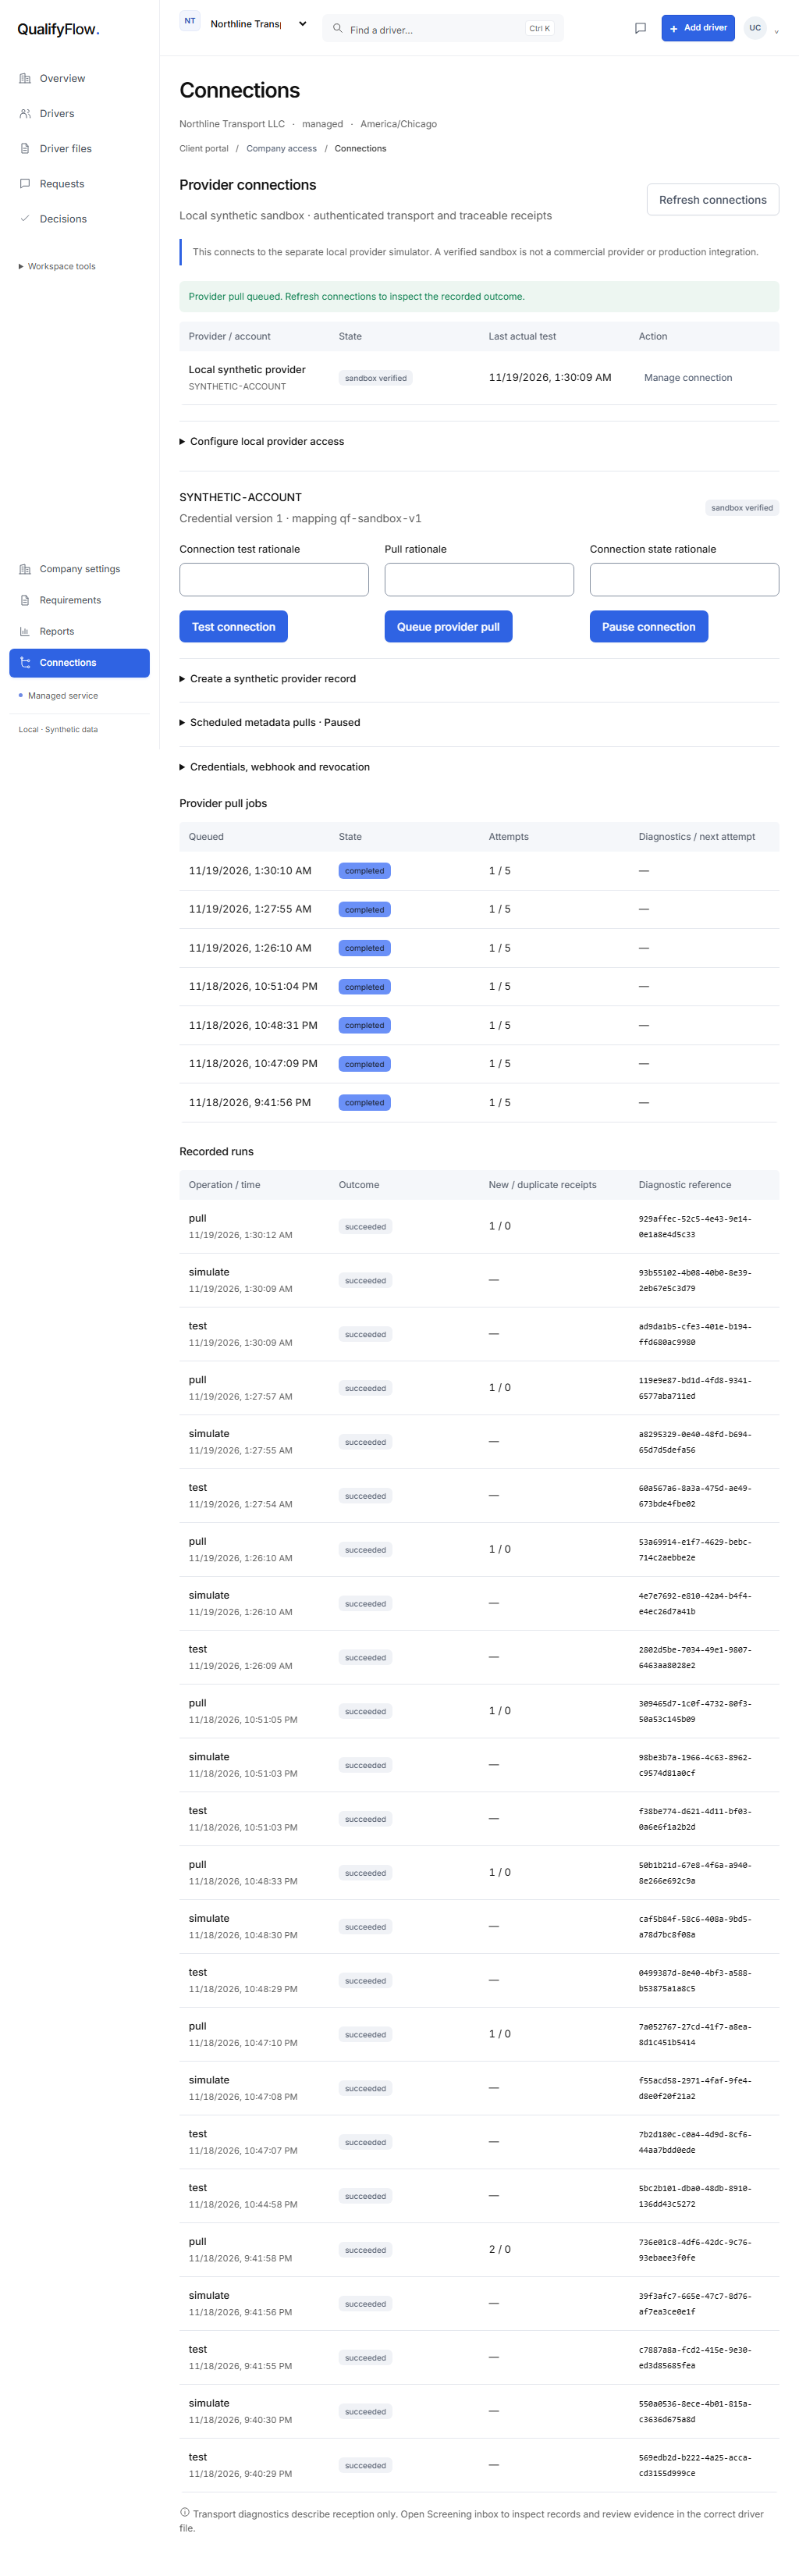 QualifyFlow.
Overview
Drivers
Driver files
Requests
Decisions
Workspace tools
Company settings
Requirements
Reports
Connections
Managed service
Local · Synthetic data
NT Northline Trans Find a driver... Ctrl K + Add driver UC
Connections
Northline Transport LLC · managed · America/Chicago
Client portal / Company access / Connections
Provider connections
Local synthetic sandbox · authenticated transport and traceable receipts
Refresh connections
This connects to the separate local provider simulator. A verified sandbox is not a commercial provider or production integration.
Provider pull queued. Refresh connections to inspect the recorded outcome.
Provider / account State Last actual test Action
Local synthetic provider sandbox verified 11/19/2026, 1:30:09 AM Manage connection
SYNTHETIC-ACCOUNT
Configure local provider access
SYNTHETIC-ACCOUNT
Credential version 1 · mapping qf-sandbox-v1
sandbox verified
Connection test rationale Pull rationale Connection state rationale
Test connection Queue provider pull Pause connection
Create a synthetic provider record
Scheduled metadata pulls · Paused
Credentials, webhook and revocation
Provider pull jobs
Queued State Attempts Diagnostics / next attempt
11/19/2026, 1:30:10 AM completed 1 / 5 —
11/19/2026, 1:27:55 AM completed 1 / 5 —
11/19/2026, 1:26:10 AM completed 1 / 5 —
11/18/2026, 10:51:04 PM completed 1 / 5 —
11/18/2026, 10:48:31 PM completed 1 / 5 —
11/18/2026, 10:47:09 PM completed 1 / 5 —
11/18/2026, 9:41:56 PM completed 1 / 5 —
Recorded runs
Operation / time Outcome New / duplicate receipts Diagnostic reference
pull succeeded 1 / 0 929affec-52c5-4e43-9e14-
11/19/2026, 1:30:12 AM 0e1a8e4d5c33
simulate succeeded — 93b55102-4b08-40b0-8e39-
11/19/2026, 1:30:09 AM 2eb67e5c3d79
test succeeded — ad9da1b5-cfe3-401e-b194-
11/19/2026, 1:30:09 AM ffd680ac9980
pull succeeded 1 / 0 119e9e87-bd1d-4fd8-9341-
11/19/2026, 1:27:57 AM 6577aba711ed
simulate succeeded — a8295329-0e40-48fd-b694-
11/19/2026, 1:27:55 AM 65d7d5defa56
test succeeded — 60a567a6-8a3a-475d-ae49-
11/19/2026, 1:27:54 AM 673bde4fbe02
pull succeeded 1 / 0 53a69914-e1f7-4629-bebc-
11/19/2026, 1:26:10 AM 714c2aebbe2e
simulate succeeded — 4e7e7692-e810-42a4-b4f4-
11/19/2026, 1:26:10 AM e4ec26d7a41b
test succeeded — 2802d5be-7034-49e1-9807-
11/19/2026, 1:26:09 AM 6463aa8028e2
pull succeeded 1 / 0 309465d7-1c0f-4732-80f3-
11/18/2026, 10:51:05 PM 50a53c145b09
simulate succeeded — 98be3b7a-1966-4c63-8962-
11/18/2026, 10:51:03 PM c9574d81a0cf
test succeeded — f38be774-d621-4d11-bf03-
11/18/2026, 10:51:03 PM 0a6e6f1a2b2d
pull succeeded 1 / 0 50b1b21d-67e8-4f6a-a940-
11/18/2026, 10:48:33 PM 8e266e692c9a
simulate succeeded — caf5b84f-58c6-408a-9bd5-
11/18/2026, 10:48:30 PM a78d7bc8f08a
test succeeded — 0499387d-8e40-4bf3-a588-
11/18/2026, 10:48:29 PM b53875a1a8c5
pull succeeded 1 / 0 7a052767-27cd-41f7-a8ea-
11/18/2026, 10:47:10 PM 8d1c451b5414
simulate succeeded — f55acd58-2971-4faf-9fe4-
11/18/2026, 10:47:08 PM d8e0f20f21a2
test succeeded — 7b2d180c-c0a4-4d9d-8cf6-
11/18/2026, 10:47:07 PM 44aa7bdd0ede
test succeeded — 5bc2b101-dba0-48db-8910-
11/18/2026, 10:44:58 PM 136dd43c5272
pull succeeded 2 / 0 736e01c8-4df6-42dc-9c76-
11/18/2026, 9:41:58 PM 93ebaee3f0fe
simulate succeeded — 39f3afc7-665e-47c7-8d76-
11/18/2026, 9:41:56 PM af7ea3ce0e1f
test succeeded — c7887a8a-fcd2-415e-9e30-
11/18/2026, 9:41:55 PM ed3d85685fea
simulate succeeded — 550a0536-8ece-4b01-815a-
11/18/2026, 9:40:30 PM c3636d675a8d
test succeeded — 569edb2d-b222-4a25-acca-
11/18/2026, 9:40:29 PM cd3155d999ce
Transport diagnostics describe reception only. Open Screening inbox to inspect records and review evidence in the correct driver
file.